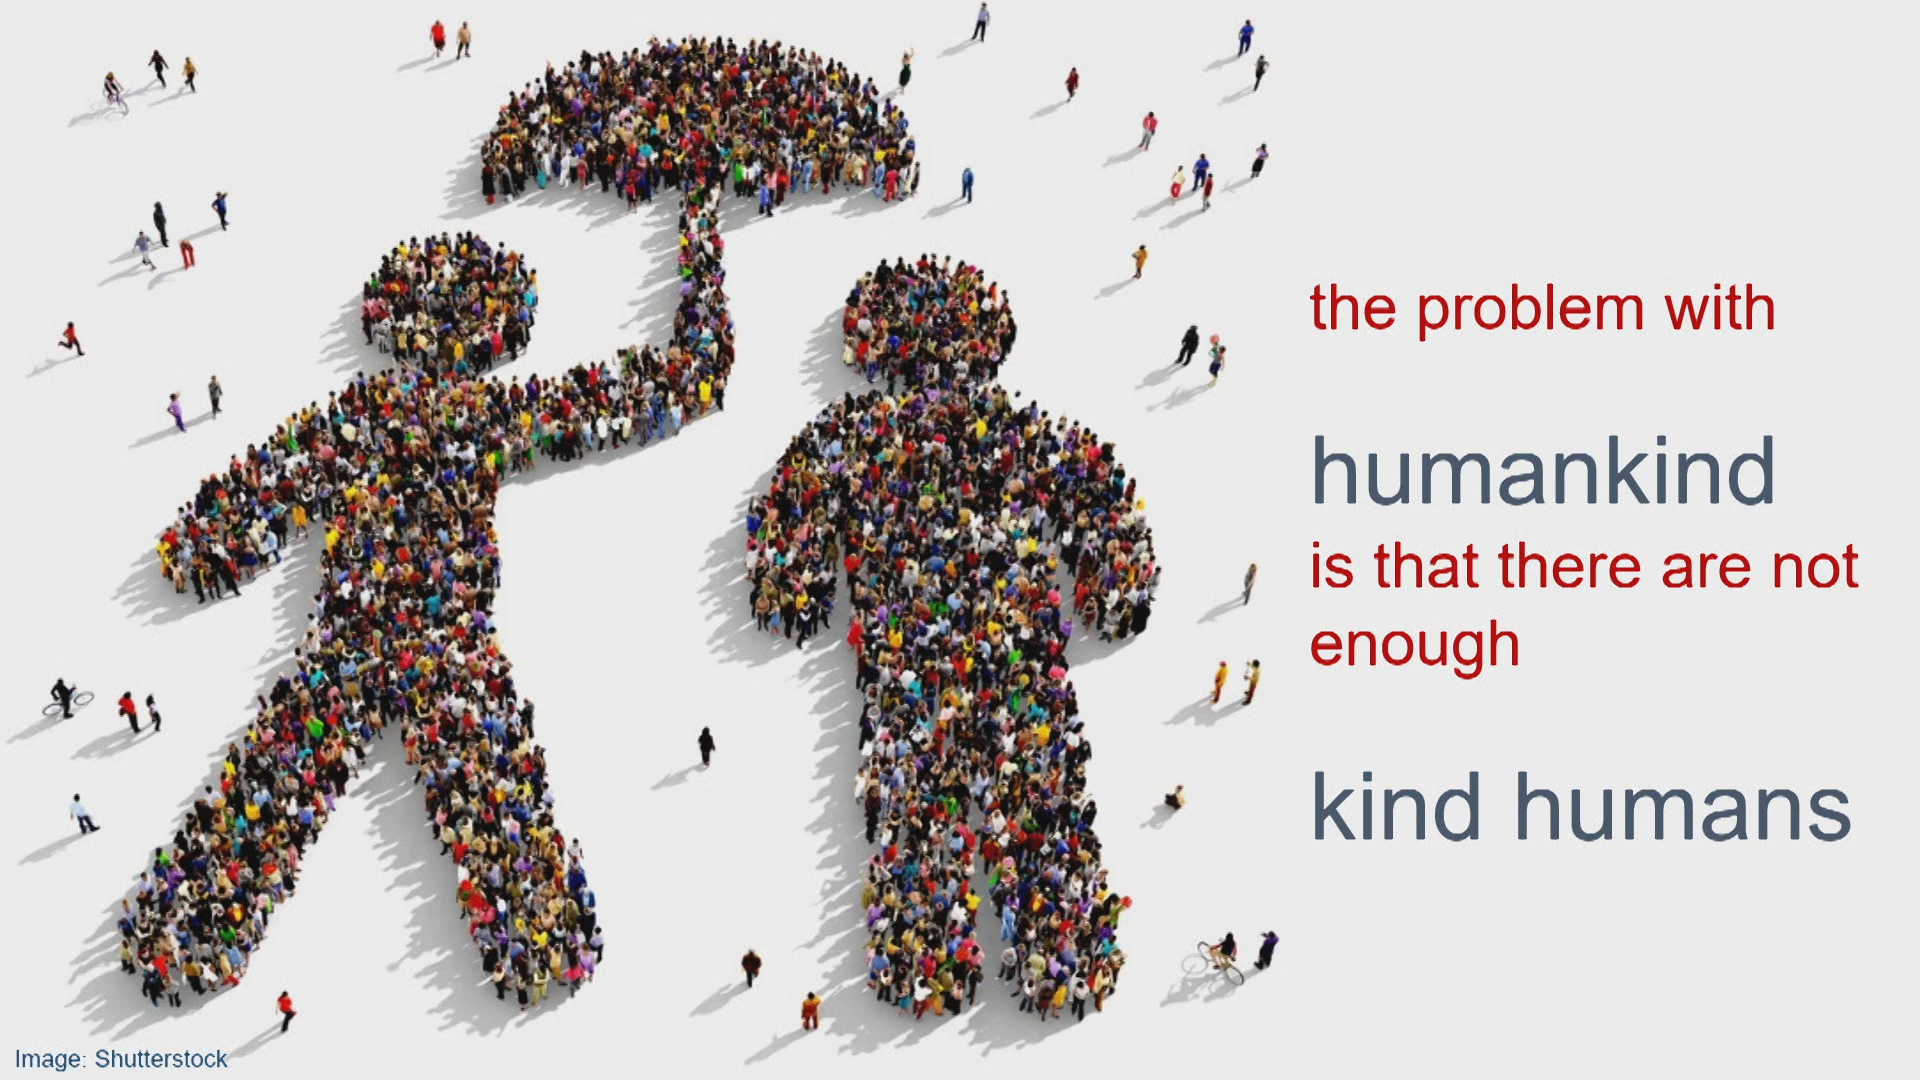 the problem with
humankind
is that there are not
enough
kind humans
Image: Shutterstock